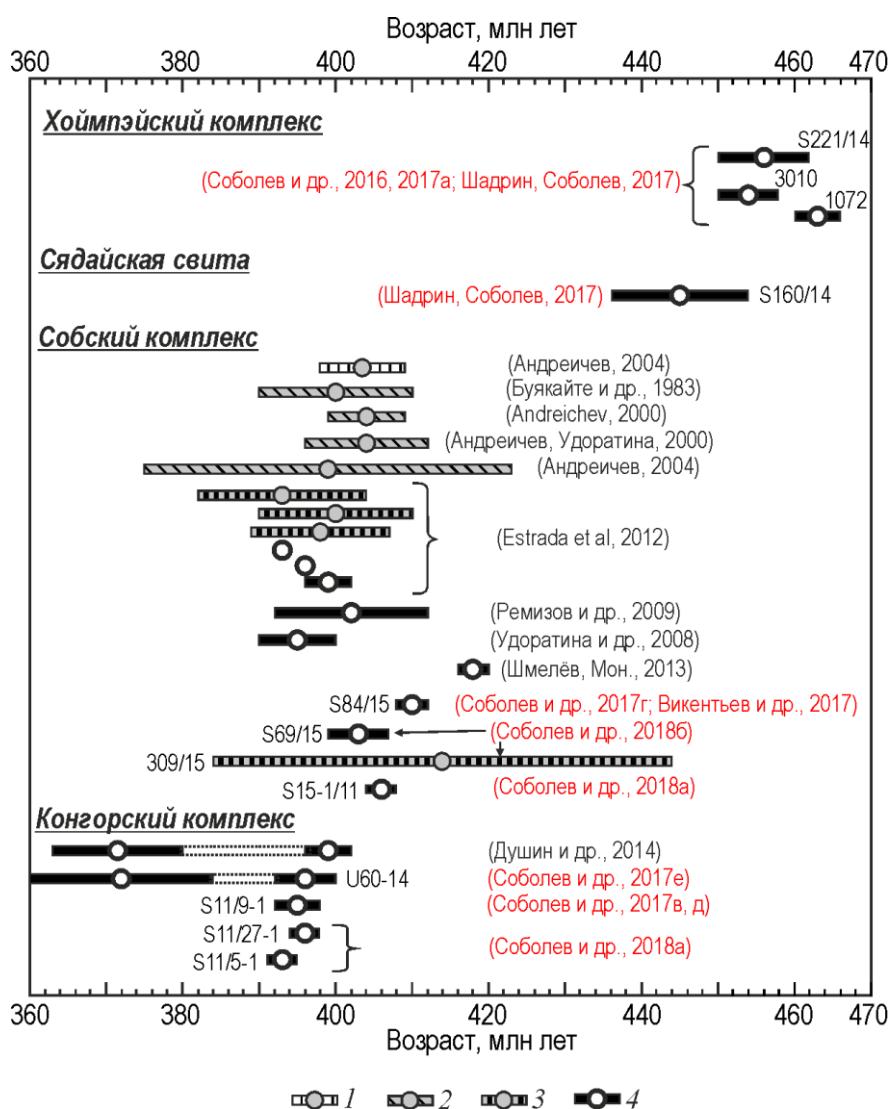 Возраст, млн лет
360 380 400 420 440 460 470
Хоймпэйский комплекс
S221/14
(Соболев и др., 2016, 2017а; Шадрин, Соболев, 2017)
3010
1072
Сядайская свита
(Шадрин, Соболев, 2017)
S160/14
Собский комплекс
(Андреичев, 2004)
(Буякайте и др., 1983)
(Andreichev, 2000)
(Андреичев, Удоратина, 2000)
(Андреичев, 2004)
(Estrada et al, 2012)
(Ремизов и др., 2009)
(Удоратина и др., 2008)
(Шмелёв, Мон., 2013)
S84/15 (Соболев и др., 2017г; Викентьев и др., 2017)
S69/15 (Соболев и др., 2018б)
309/15
S15-1/11 (Соболев и др., 2018а)
Конгорский комплекс
(Душин и др., 2014)
U60-14 (Соболев и др., 2017е)
S11/9-1 (Соболев и др., 2017в, д)
S11/27-1
(Соболев и др., 2018а)
S11/5-1
360 380 400 420 440 460 470
Возраст, млн лет
1 2 3 4